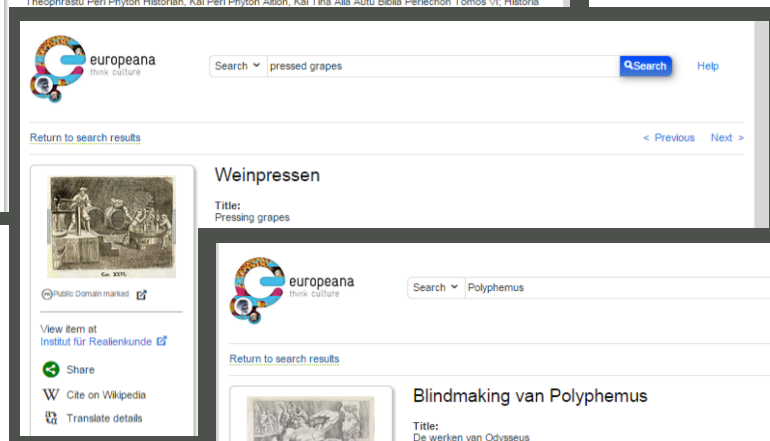 Theophrastu Peri Phyton Historian, Kai Peri Phyton Aition, Kai Tina Alla Autu Biblia Periechon Tomos VI; Historia
europeana
think culture
Search pressed grapes Search Help
Return to search results < Previous Next >
Weinpressen
Title:
Pressing grapes
Cat. XXVI.
Public Domain marked
View item at
Institut für Realienkunde
Share
W Cite on Wikipedia
Translate details
europeana
think culture
Search Polyphemus
Return to search results
Blindmaking van Polyphemus
Title:
De werken van Odysseus